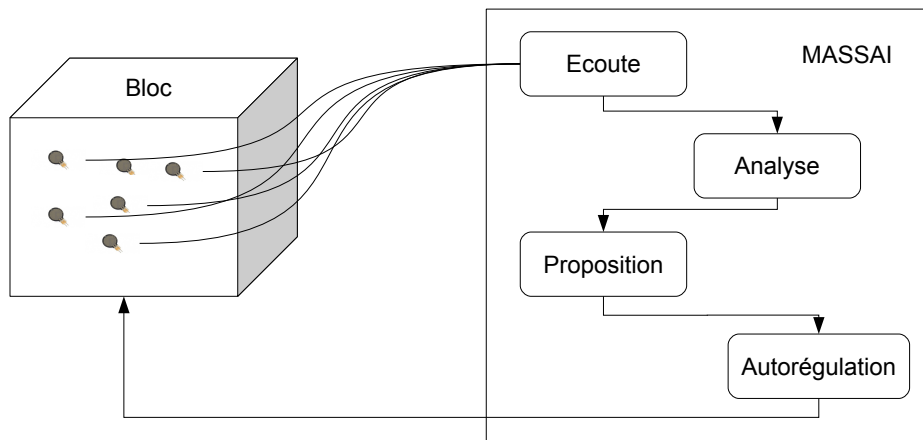 Bloc
MASSAI
Ecoute
Analyse
Proposition
Autorégulation